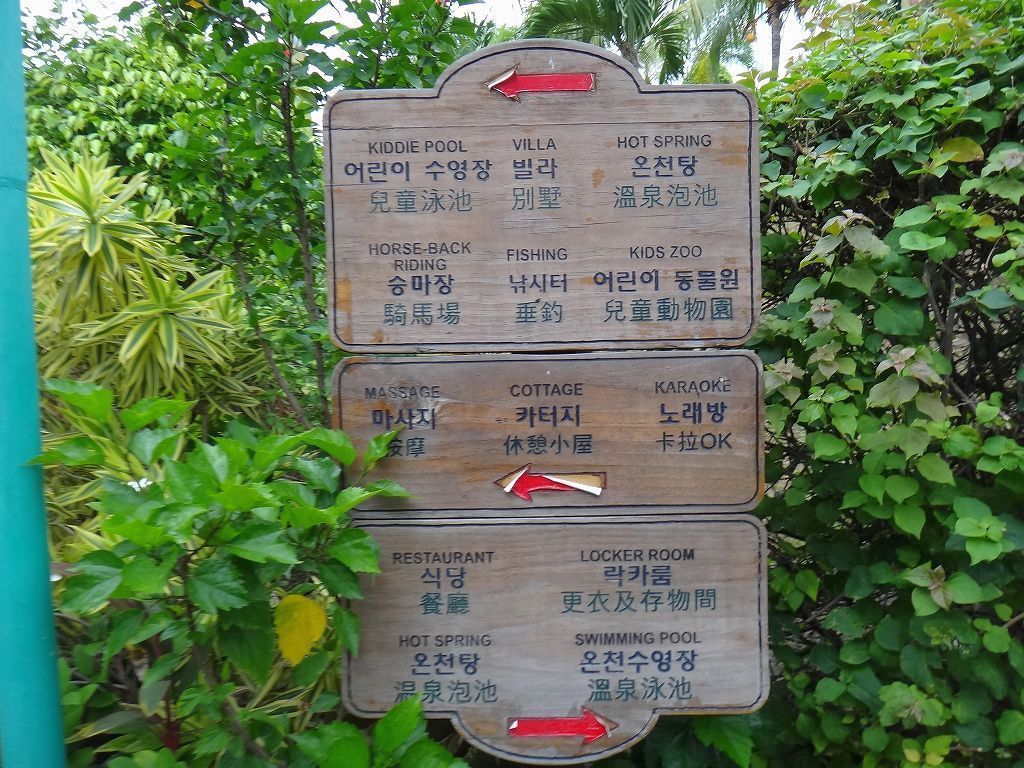 KIDDIE POOL VILLA HOT SPRING
어린이 수영장 빌라 온천탕
兒童泳池 別墅 溫泉泡池
HORSE-BACK RIDING FISHING KIDS ZOO
승마장 낚시터 어린이 동물원
騎馬場 垂釣 兒童動物園
MASSAGE COTTAGE KARAOKE
마사지 카터지 노래방
按摩 休憩小屋 卡拉OK
RESTAURANT LOCKER ROOM
식당 락카룸
餐廳 更衣及存物間
HOT SPRING SWIMMING POOL
온천탕 온천수영장
溫泉泡池 溫泉泳池